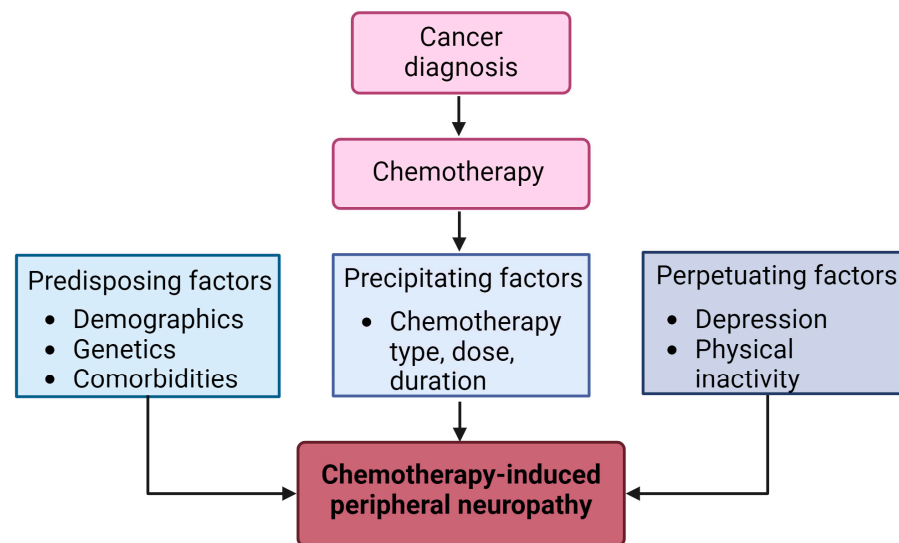 Cancer
diagnosis
Chemotherapy
Predisposing factors
• Demographics
• Genetics
• Comorbidities
Precipitating factors
• Chemotherapy
type, dose,
duration
Perpetuating factors
• Depression
• Physical
inactivity
Chemotherapy-induced
peripheral neuropathy